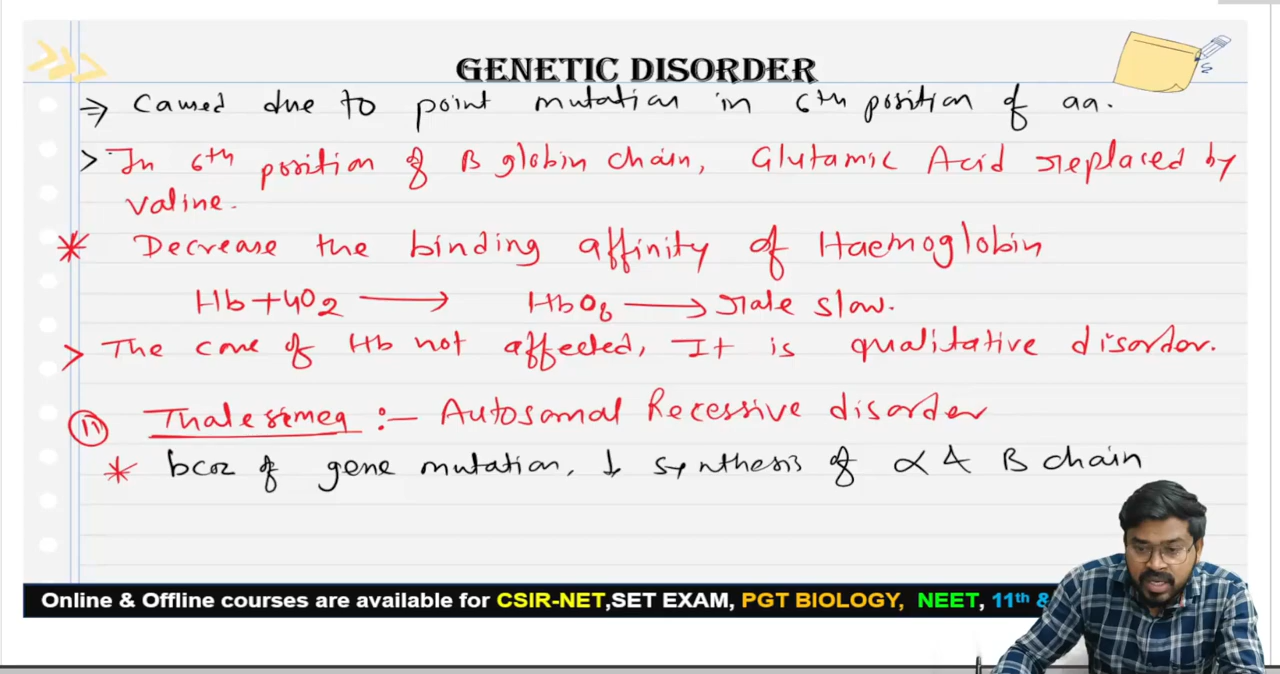 GENETIC DISORDER
⇒ Caused due to point mutation in 6th position of aa.
> In 6th position of B globin chain, Glutamic Acid replaced by
valine.
* Decrease the binding affinity of Haemoglobin
Hb+4O2 ⟶ HbO8 ⟶ rate slow.
> The conc of Hb not affected, It is qualitative disorder.
11 Thalesimea :- Autosomal Recessive disorder
* bcoz of gene mutation, ↓ synthesis of α & B chain
Online & Offline courses are available for CSIR-NET,SET EXAM, PGT BIOLOGY, NEET, 11th &